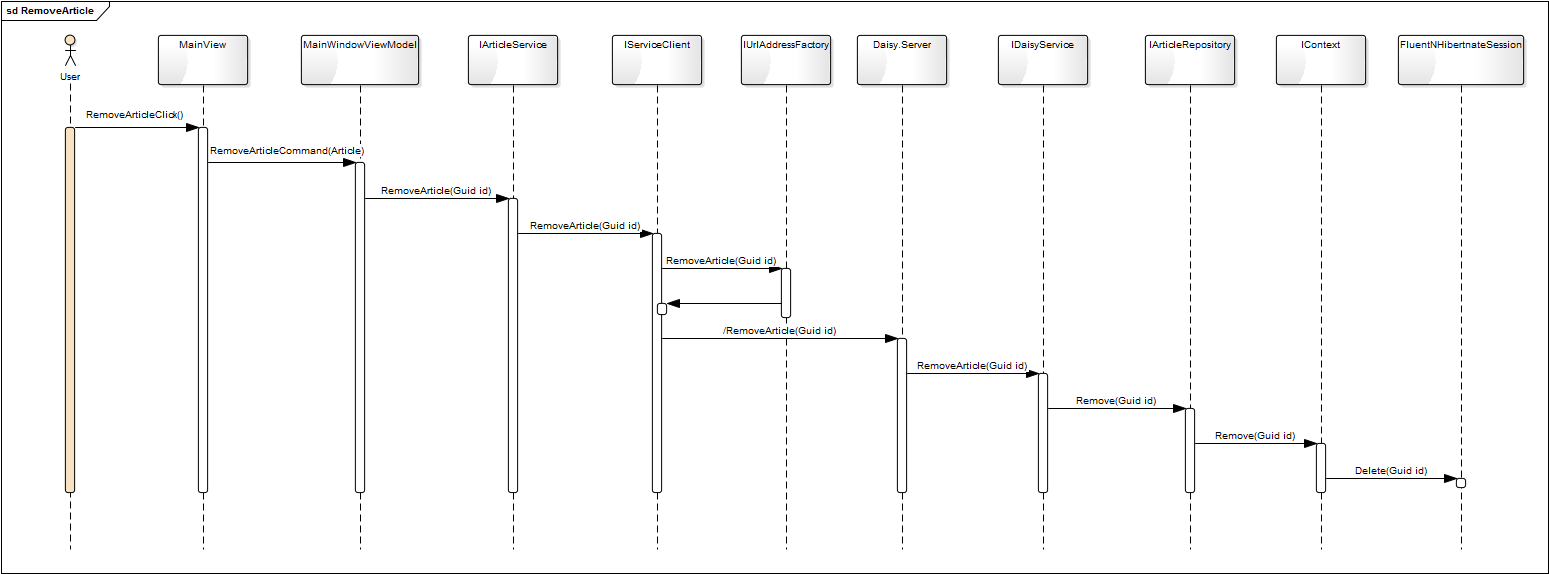 sd RemoveArticle
User
MainView
MainWindowViewModel
IArticleService
IServiceClient
IUrlAddressFactory
Daisy.Server
IDaisyService
IArticleRepository
IContext
FluentNHibertnateSession
RemoveArticleClick()
RemoveArticleCommand(Article)
RemoveArticle(Guid id)
RemoveArticle(Guid id)
RemoveArticle(Guid id)
/RemoveArticle(Guid id)
RemoveArticle(Guid id)
Remove(Guid id)
Remove(Guid id)
Delete(Guid id)